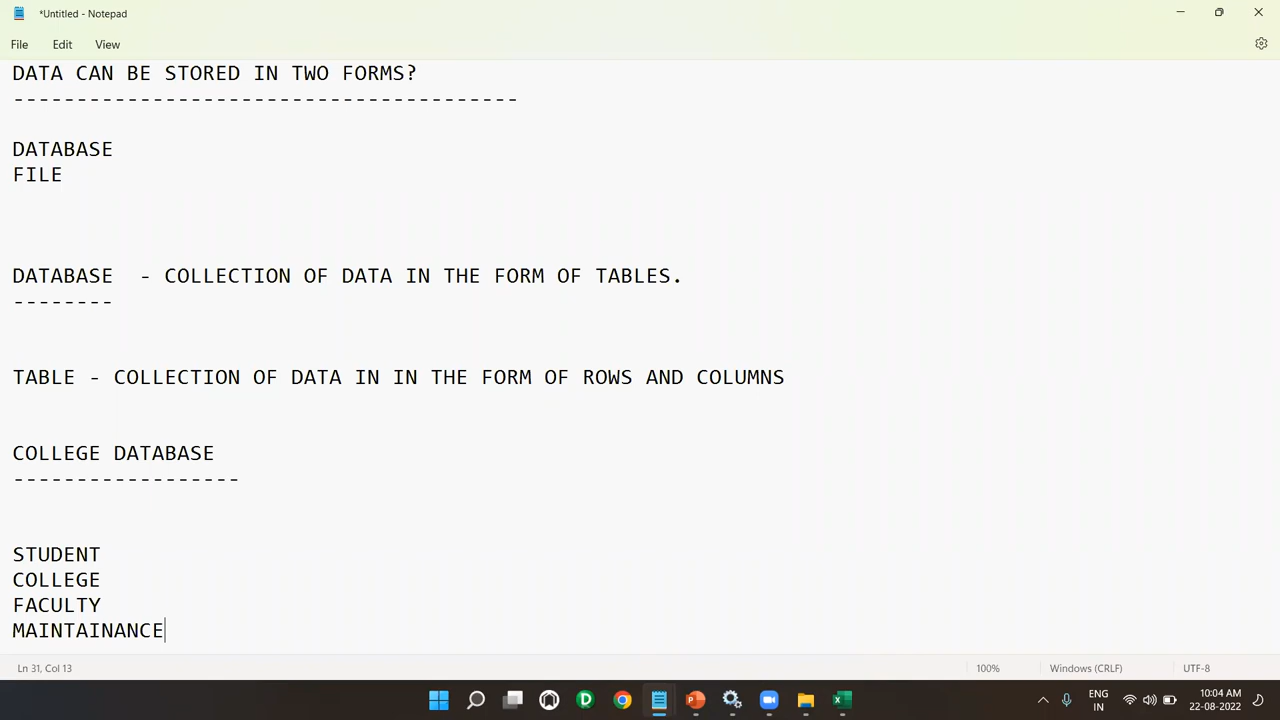 *Untitled - Notepad
File Edit View
DATA CAN BE STORED IN TWO FORMS?
----------------------------------------
DATABASE
FILE
DATABASE  - COLLECTION OF DATA IN THE FORM OF TABLES.
--------
TABLE - COLLECTION OF DATA IN IN THE FORM OF ROWS AND COLUMNS
COLLEGE DATABASE
------------------
STUDENT
COLLEGE
FACULTY
MAINTAINANCE
Ln 31, Col 13 100% Windows (CRLF) UTF-8
ENG
IN
10:04 AM
22-08-2022